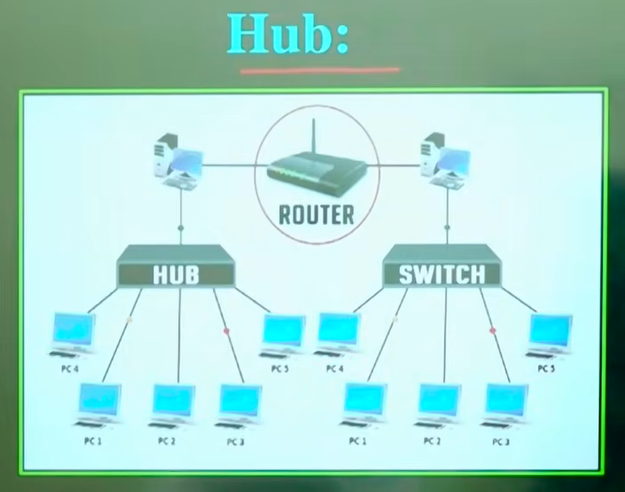 Hub:
ROUTER
HUB
SWITCH
PC 4
PC 5
PC 4
PC 5
PC 1
PC 2
PC 3
PC 1
PC 2
PC 3